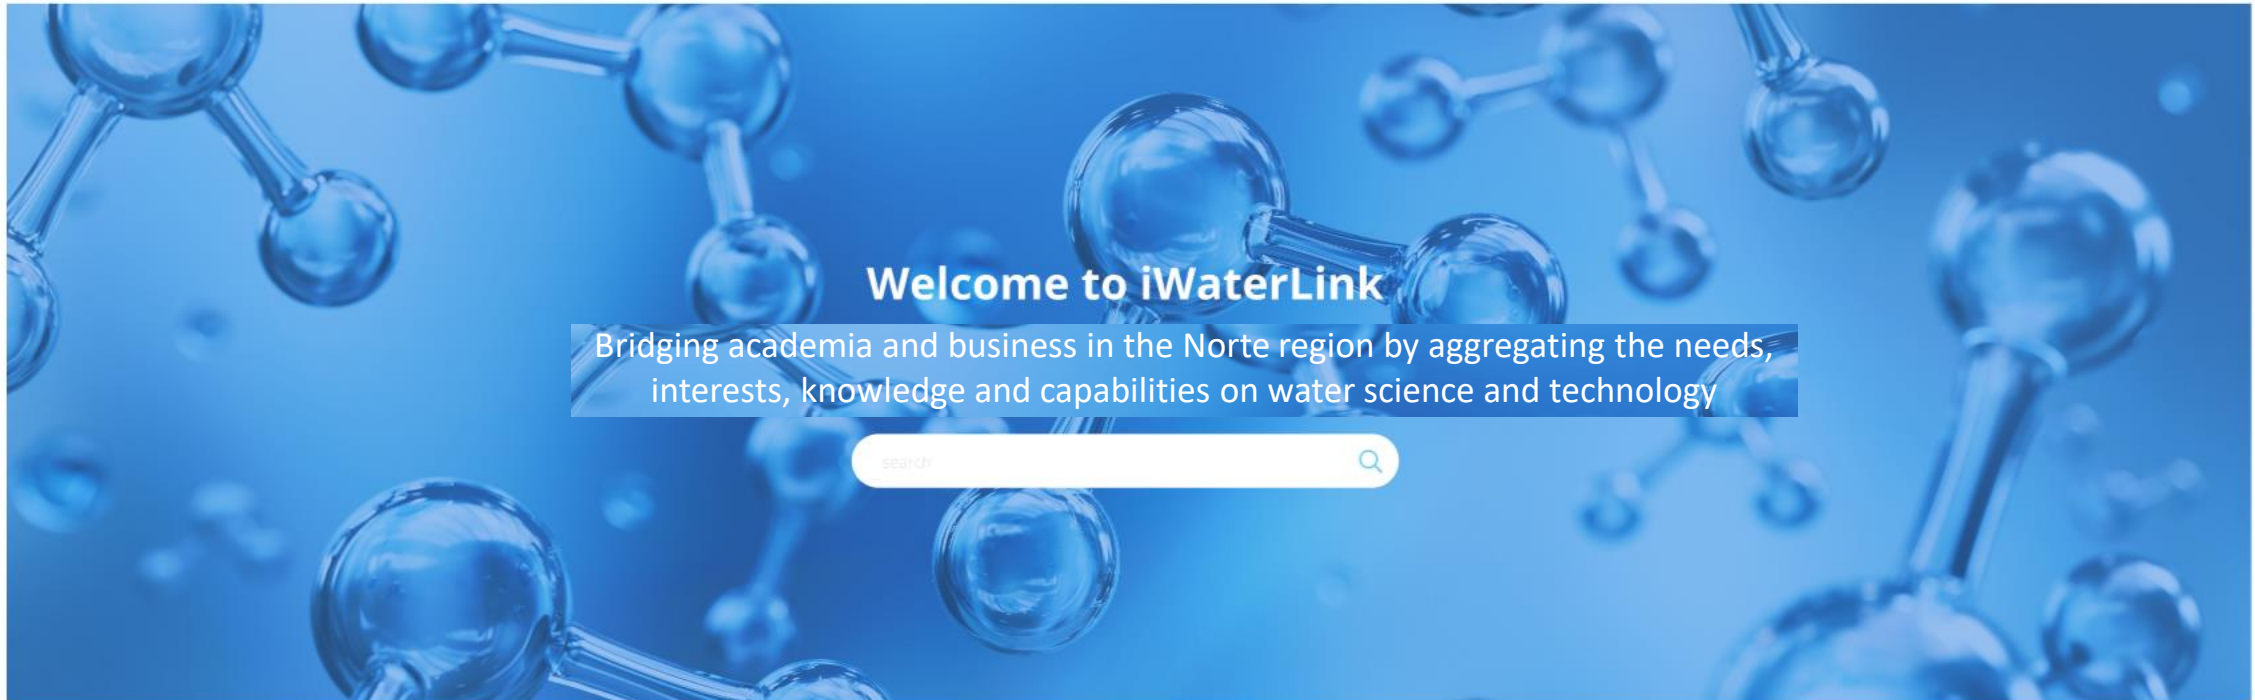 Welcome to iWaterLink
Bridging academia and business in the Norte region by aggregating the needs,
interests, knowledge and capabilities on water science and technology
search